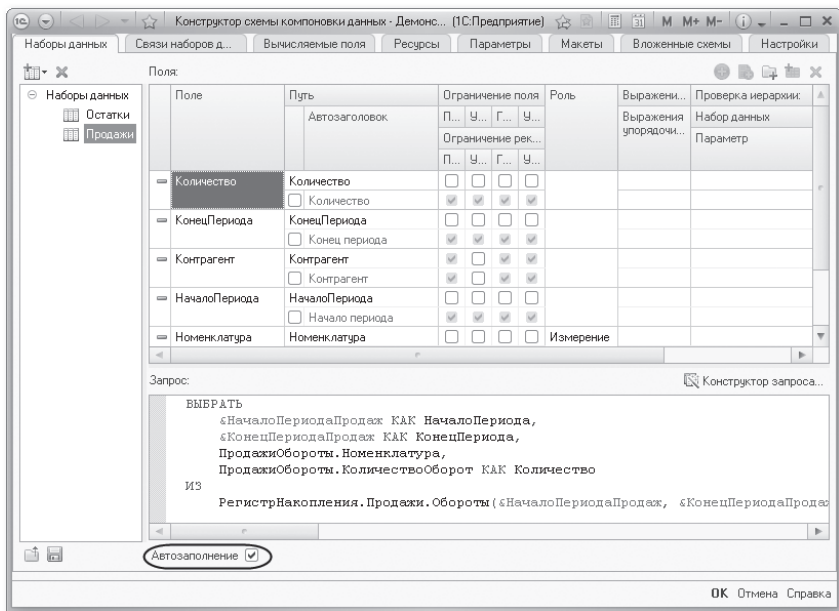 Конструктор схемы компоновки данных - Демонс... (1С:Предприятие)
M M+ M-
Наборы данных Связи наборов д... Вычисляемые поля Ресурсы Параметры Макеты Вложенные схемы Настройки
Поля:
Наборы данных
Остатки
Продажи
Поле Путь Ограничение поля Роль Выражени... Проверка иерархии:
Автозаголовок П... У... Г... У... Выражения упорядочи... Набор данных
Ограничение рек... Параметр
П... У... Г... У...
Количество Количество
Количество
КонецПериода КонецПериода
Конец периода
Контрагент Контрагент
Контрагент
НачалоПериода НачалоПериода
Начало периода
Номенклатура Номенклатура Измерение
Запрос: Конструктор запроса...
ВЫБРАТЬ
&НачалоПериодаПродаж КАК НачалоПериода,
&КонецПериодаПродаж КАК КонецПериода,
ПродажиОбороты.Номенклатура,
ПродажиОбороты.КоличествоОборот КАК Количество
ИЗ
РегистрНакопления.Продажи.Обороты(&НачалоПериодаПродаж, &КонецПериодаПродаж
Автозаполнение
ОК Отмена Справка